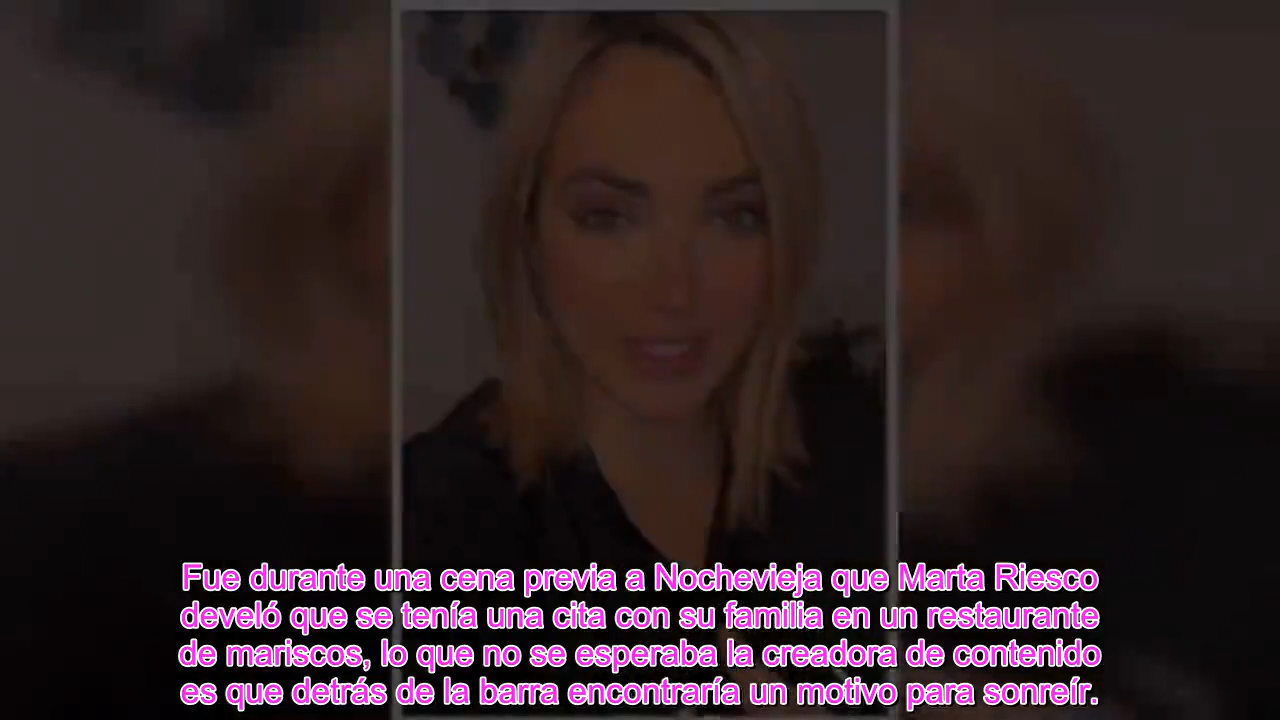 Fue durante una cena previa a Nochevieja que Marta Riesco
develó que se tenía una cita con su familia en un restaurante
de mariscos, lo que no se esperaba la creadora de contenido
es que detrás de la barra encontraría un motivo para sonreír.